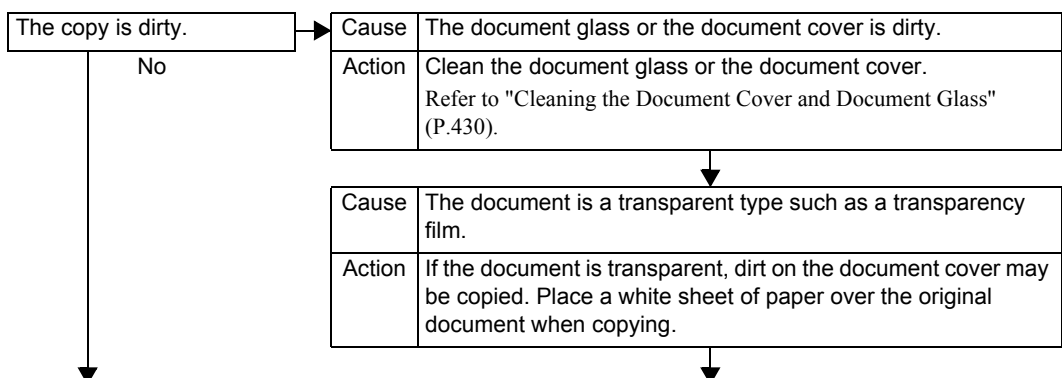 The copy is dirty.
No
Cause The document glass or the document cover is dirty.
Action Clean the document glass or the document cover.
Refer to "Cleaning the Document Cover and Document Glass"
(P.430).
Cause The document is a transparent type such as a transparency
film.
Action If the document is transparent, dirt on the document cover may
be copied. Place a white sheet of paper over the original
document when copying.